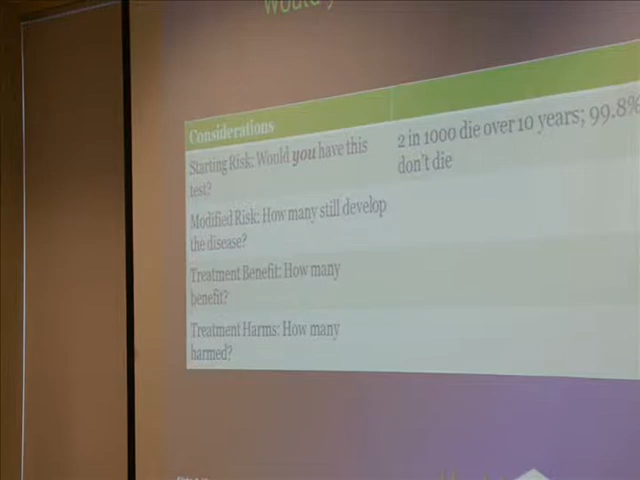 Would
Considerations
Starting Risk: Would you have this
test?
2 in 1000 die over 10 years; 99.8%
don't die
Modified Risk: How many still develop
the disease?
Treatment Benefit: How many
benefit?
Treatment Harms: How many
harmed?